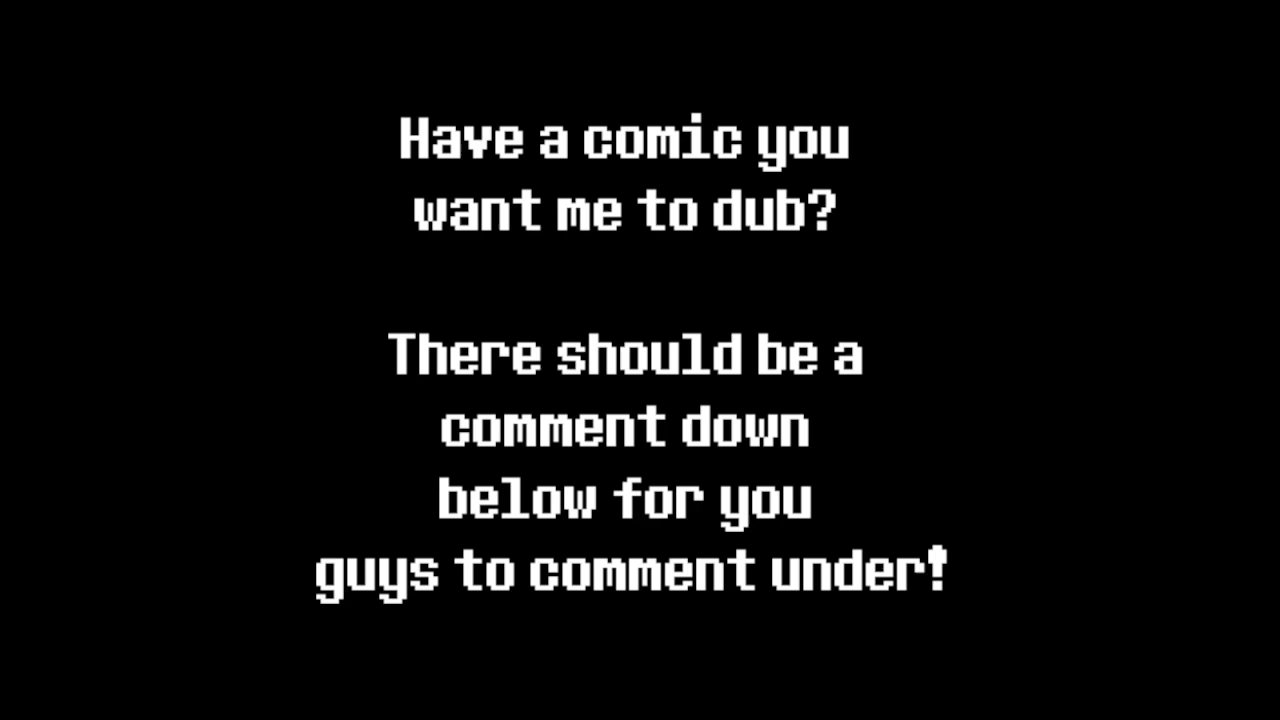 Have a comic you
want me to dub?
There should be a
comment down
below for you
guys to comment under!